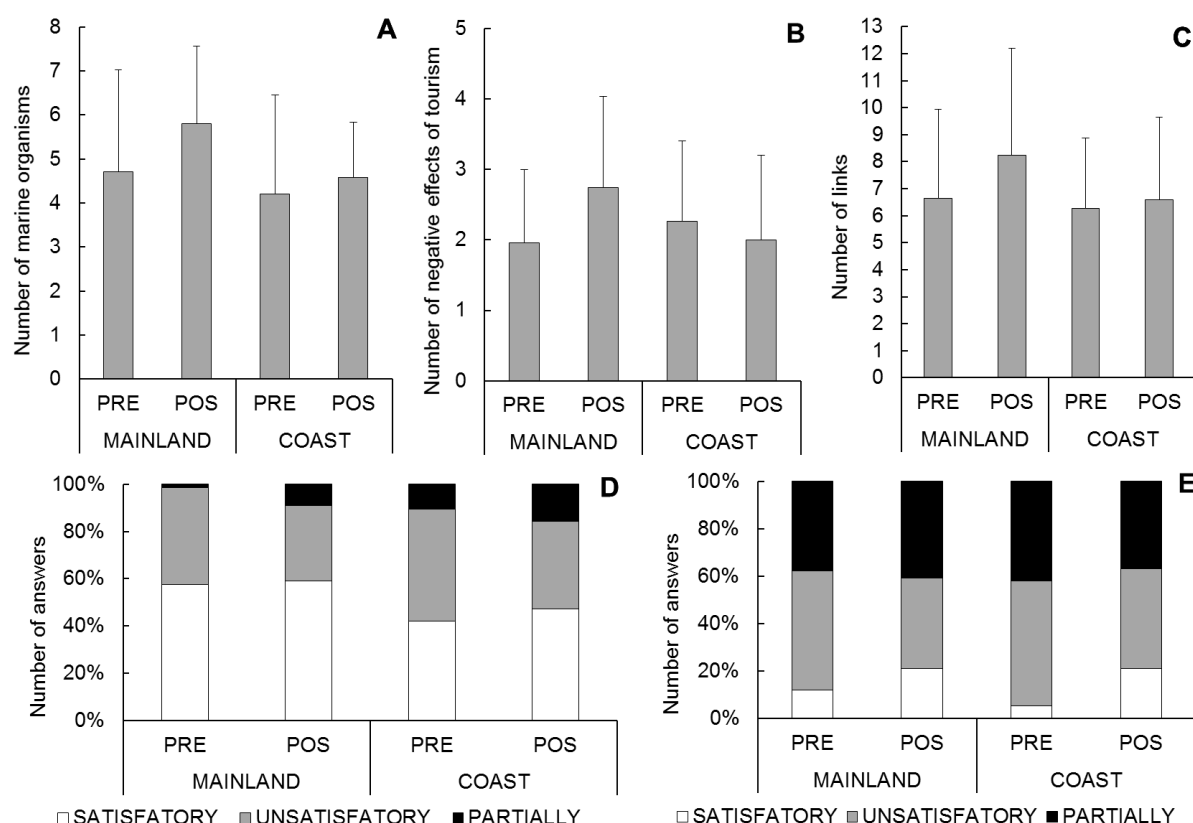 A
Number of marine organisms
8
7
6
5
4
3
2
1
0
PRE POS PRE POS
MAINLAND COAST
B
Number of negative effects of tourism
5
4
3
2
1
0
PRE POS PRE POS
MAINLAND COAST
C
Number of links
13
12
11
10
9
8
7
6
5
4
3
2
1
0
PRE POS PRE POS
MAINLAND COAST
D
Number of answers
100%
80%
60%
40%
20%
0%
PRE POS PRE POS
MAINLAND COAST
SATISFATORY UNSATISFATORY PARTIALLY
E
Number of answers
100%
80%
60%
40%
20%
0%
PRE POS PRE POS
MAINLAND COAST
SATISFATORY UNSATISFATORY PARTIALLY